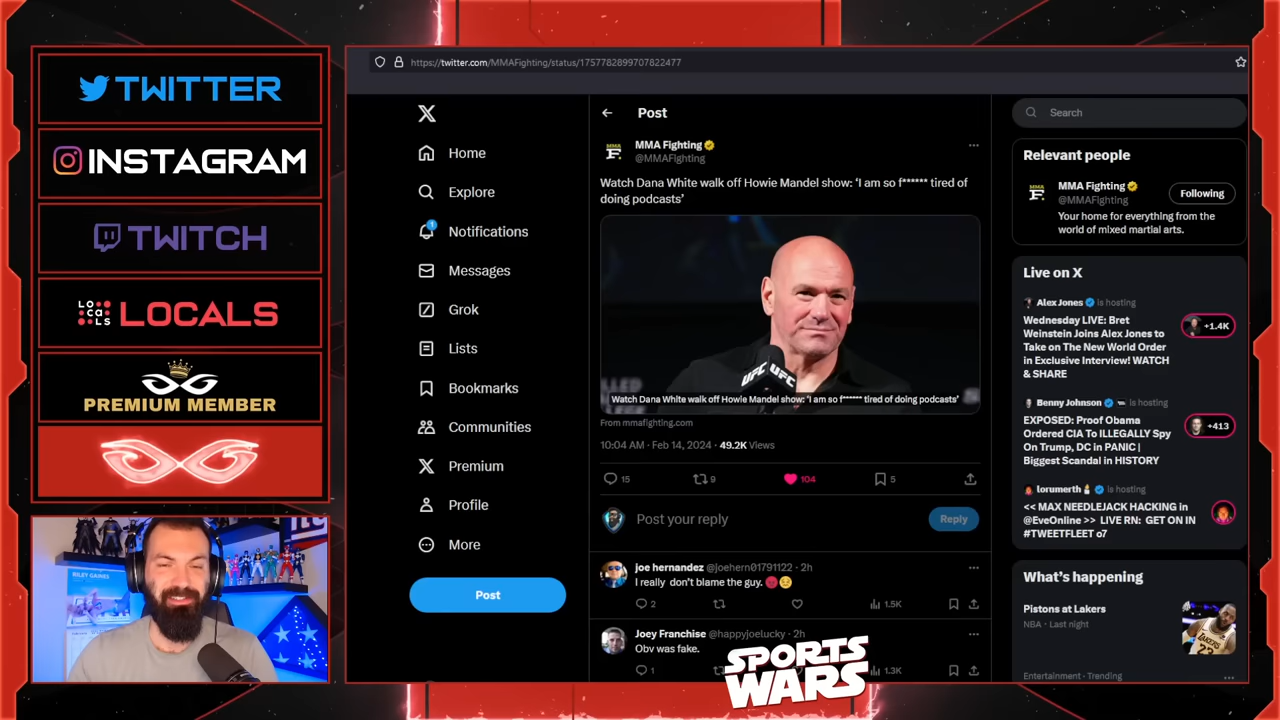 TWITTER
INSTAGRAM
TWITCH
LOCALS
LOCALS
PREMIUM MEMBER
RILEY GAINES
https://twitter.com/MMAFighting/status/1757782899707822477
Home
Explore
1
Notifications
Messages
Grok
Lists
Bookmarks
Communities
Premium
Profile
More
Post
Post
MMA Fighting
@MMAFighting
Watch Dana White walk off Howie Mandel show: ‘I am so f****** tired of
doing podcasts’
UFC UFC
Watch Dana White walk off Howie Mandel show: ‘I am so f****** tired of doing podcasts’
From mmafighting.com
10:04 AM · Feb 14, 2024 · 49.2K Views
15 9 104 5
Post your reply
Reply
joe hernandez @joehern01791122 · 2h
I really don’t blame the guy. 😡😔
2 1.5K
Joey Franchise @happyjoelucky · 2h
Obv was fake.
1 1.3K
SPORTS
WARS
Search
Relevant people
MMA Fighting
@MMAFighting
Following
Your home for everything from the
world of mixed martial arts.
Live on X
Alex Jones is hosting
Wednesday LIVE: Bret
Weinstein Joins Alex Jones to
Take on The New World Order
in Exclusive Interview! WATCH
& SHARE
+1.4K
Benny Johnson is hosting
EXPOSED: Proof Obama
Ordered CIA To ILLEGALLY Spy
On Trump, DC in PANIC |
Biggest Scandal in HISTORY
+413
lorumerth is hosting
<< MAX NEEDLEJACK HACKING in
@EveOnline >> LIVE RN: GET ON IN
#TWEETFLEET o7
What’s happening
Pistons at Lakers
NBA · Last night
Entertainment · Trending